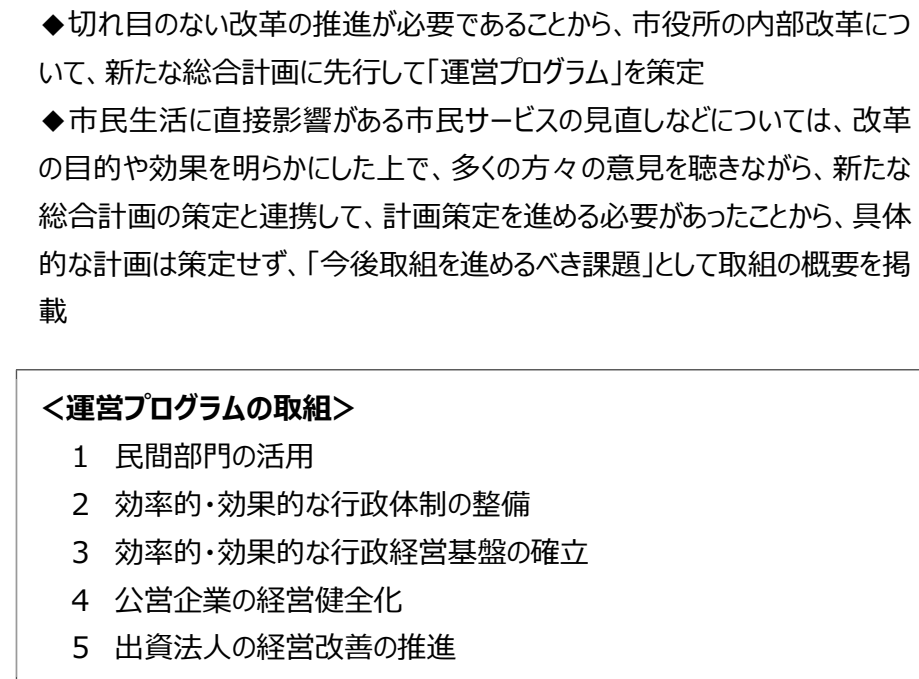 ◆切れ目のない改革の推進が必要であることから、市役所の内部改革につ
いて、新たな総合計画に先行して「運営プログラム」を策定
◆市民生活に直接影響がある市民サービスの見直しなどについては、改革
の目的や効果を明らかにした上で、多くの方々の意見を聴きながら、新たな
総合計画の策定と連携して、計画策定を進める必要があったことから、具体
的な計画は策定せず、「今後取組を進めるべき課題」として取組の概要を掲
載
<運営プログラムの取組>
1 民間部門の活用
2 効率的・効果的な行政体制の整備
3 効率的・効果的な行政経営基盤の確立
4 公営企業の経営健全化
5 出資法人の経営改善の推進